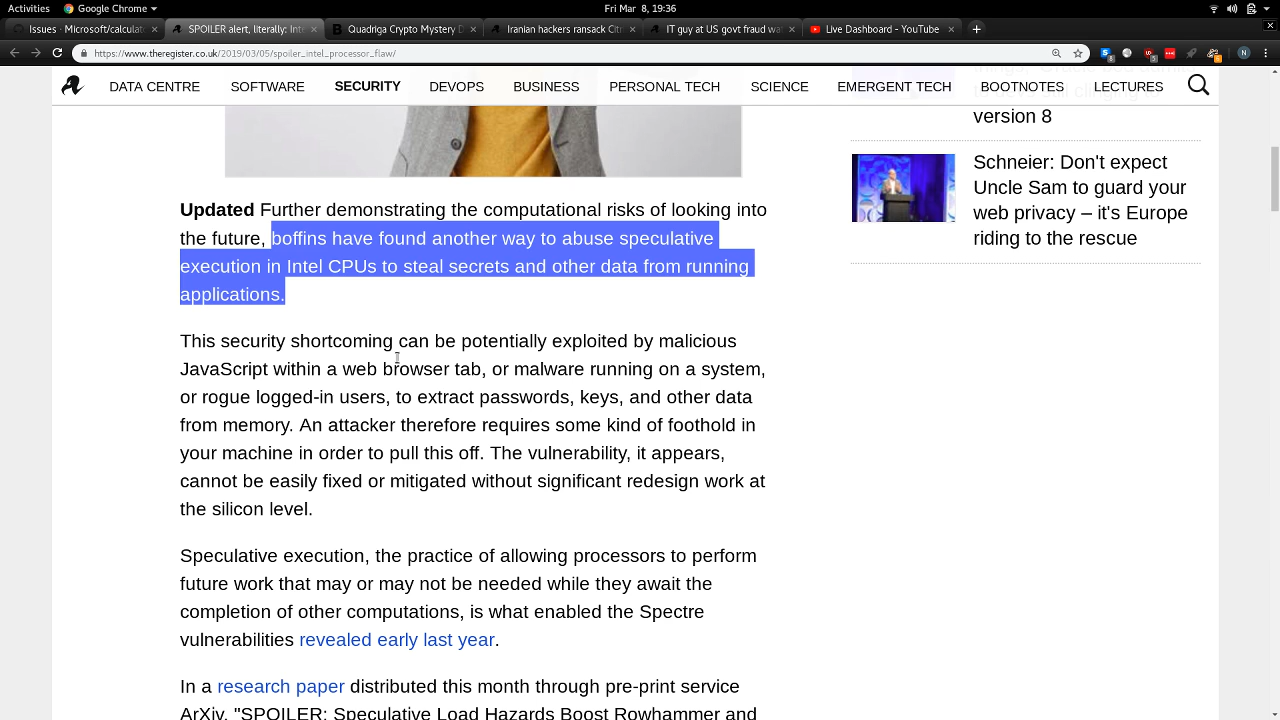 Activities
Google Chrome
Fri Mar 8, 19:36
Issues · Microsoft/calculat
SPOILER alert, literally: Inte
Quadriga Crypto Mystery D
Iranian hackers ransack Cit
IT guy at US govt fraud wat
Live Dashboard - YouTube
https://www.theregister.co.uk/2019/03/05/spoiler_intel_processor_flaw/
N
DATA CENTRE
SOFTWARE
SECURITY
DEVOPS
BUSINESS
PERSONAL TECH
SCIENCE
EMERGENT TECH
BOOTNOTES
LECTURES
version 8
Schneier: Don't expect
Uncle Sam to guard your
web privacy – it's Europe
riding to the rescue
Updated Further demonstrating the computational risks of looking into
the future, boffins have found another way to abuse speculative
execution in Intel CPUs to steal secrets and other data from running
applications.
This security shortcoming can be potentially exploited by malicious
JavaScript within a web browser tab, or malware running on a system,
or rogue logged-in users, to extract passwords, keys, and other data
from memory. An attacker therefore requires some kind of foothold in
your machine in order to pull this off. The vulnerability, it appears,
cannot be easily fixed or mitigated without significant redesign work at
the silicon level.
Speculative execution, the practice of allowing processors to perform
future work that may or may not be needed while they await the
completion of other computations, is what enabled the Spectre
vulnerabilities revealed early last year.
In a research paper distributed this month through pre-print service
ArXiv, "SPOILER: Speculative Load Hazards Boost Rowhammer and